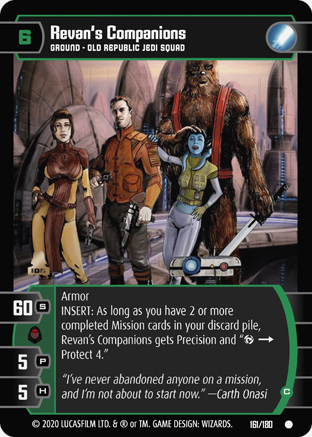 6
Revan's Companions
GROUND - OLD REPUBLIC JEDI SQUAD
60 S
5 P
5 H
Armor
INSERT: As long as you have 2 or more
completed Mission cards in your discard pile,
Revan's Companions gets Precision and "→
Protect 4."
"I've never abandoned anyone on a mission,
and I'm not about to start now." —Carth Onasi
C
© 2020 LUCASFILM LTD. & ® or TM. GAME DESIGN: WIZARDS.
161/180